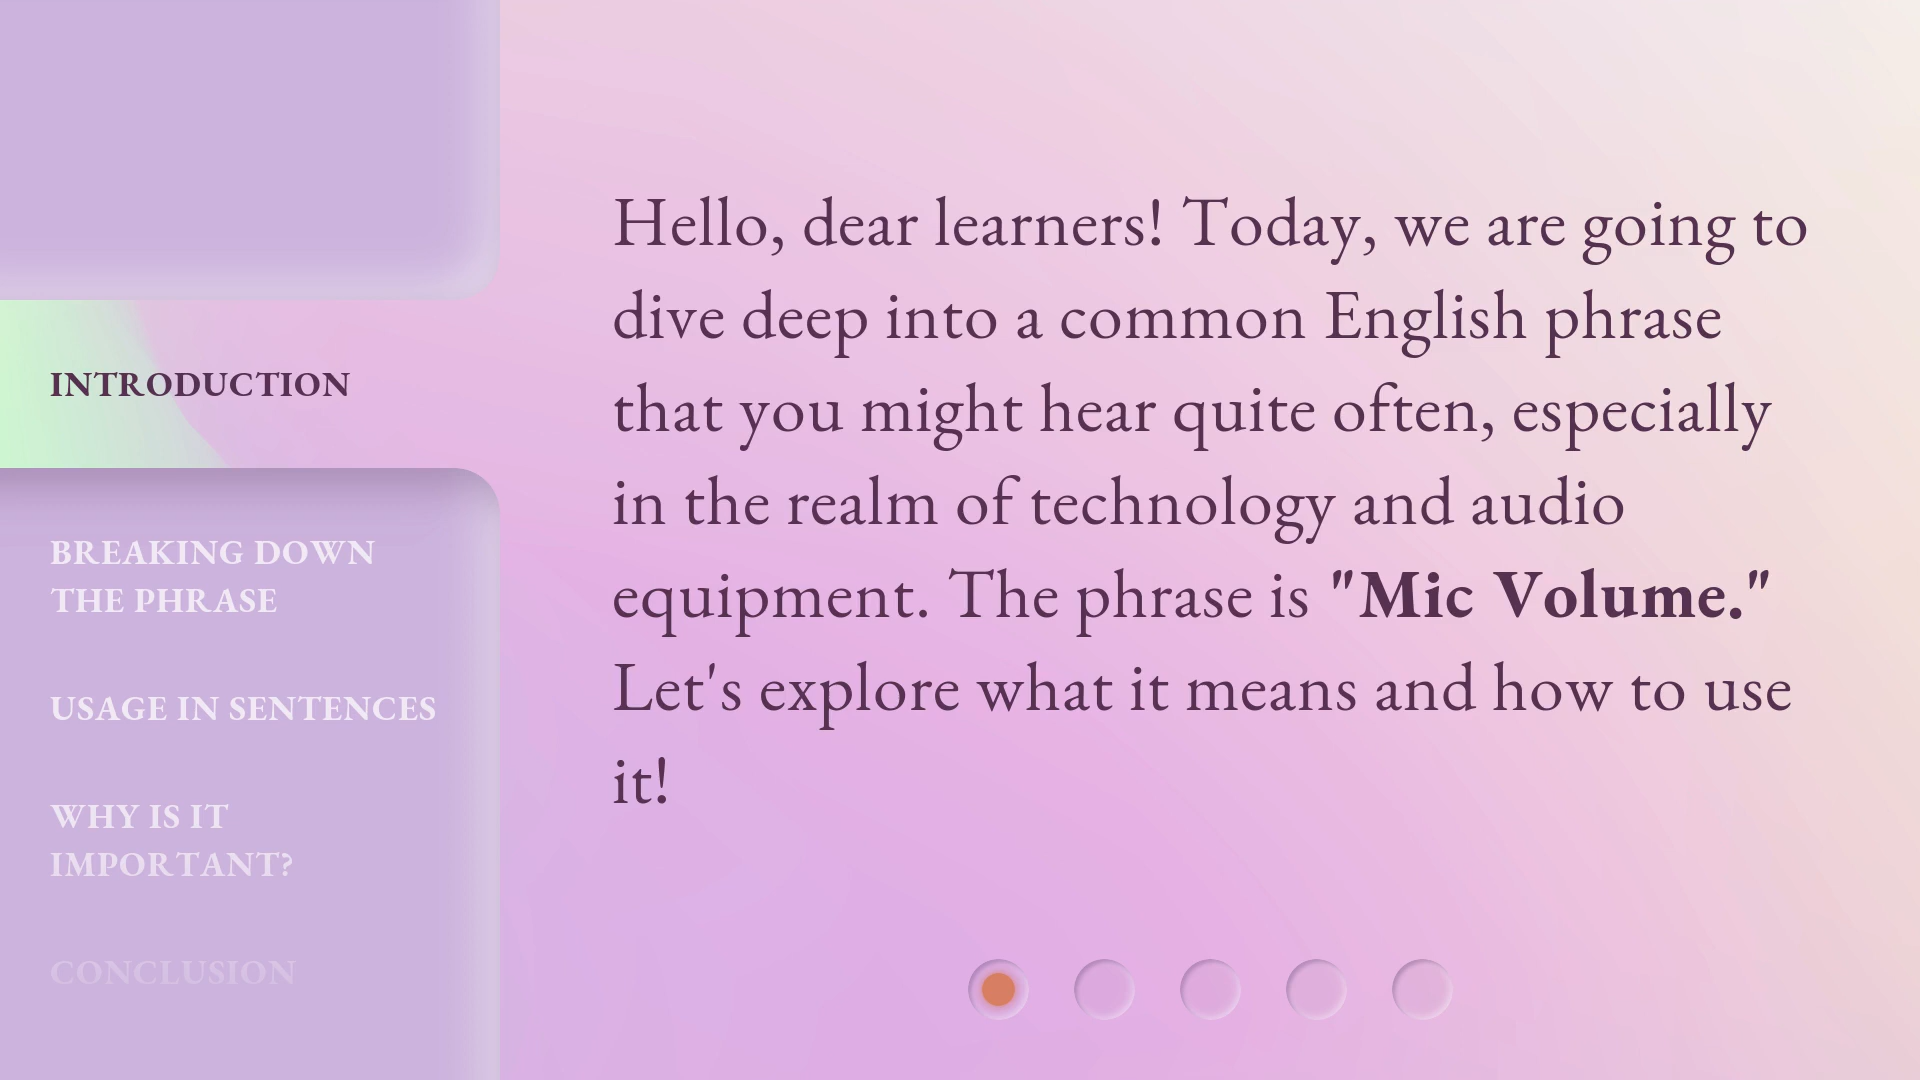 INTRODUCTION
BREAKING DOWN
THE PHRASE
USAGE IN SENTENCES
WHY IS IT
IMPORTANT?
CONCLUSION
Hello, dear learners! Today, we are going to
dive deep into a common English phrase
that you might hear quite often, especially
in the realm of technology and audio
equipment. The phrase is "Mic Volume."
Let's explore what it means and how to use
it!